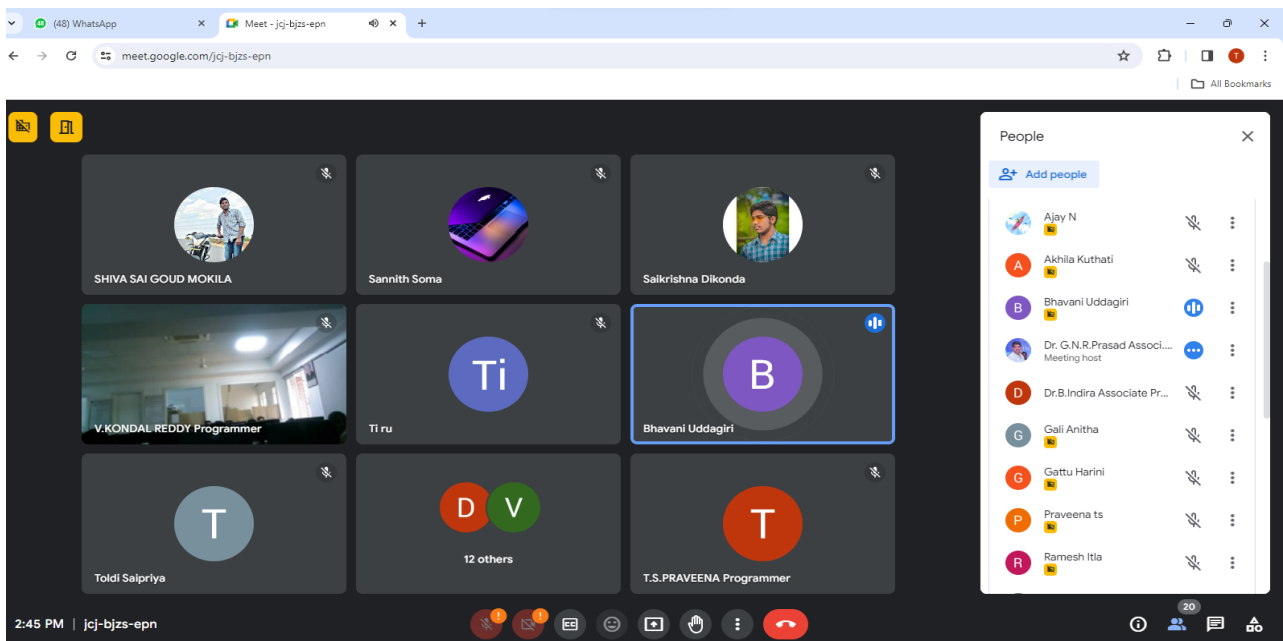 (48) WhatsApp
Meet - jcj-bjzs-epn
meet.google.com/jcj-bjzs-epn
T
All Bookmarks
SHIVA SAI GOUD MOKILA
Sannith Soma
Saikrishna Dikonda
V.KONDAL REDDY Programmer
Ti
Ti ru
B
Bhavani Uddagiri
T
Toldi Saipriya
D V
12 others
T
T.S.PRAVEENA Programmer
People
Add people
Ajay N
A Akhila Kuthati
B Bhavani Uddagiri
Dr. G.N.R.Prasad Associ....
Meeting host
D Dr.B.Indira Associate Pr...
G Gali Anitha
G Gattu Harini
P Praveena ts
R Ramesh Itla
2:45 PM | jcj-bjzs-epn
20